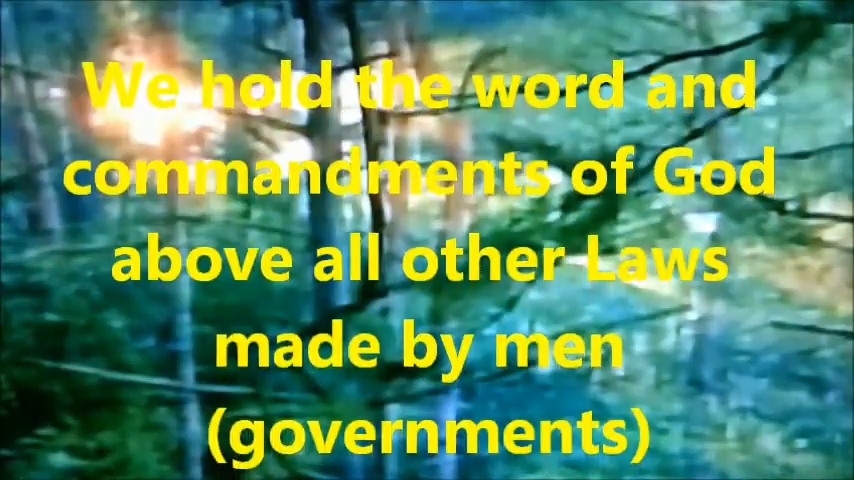 We hold the word and
commandments of God
above all other Laws
made by men
(governments)